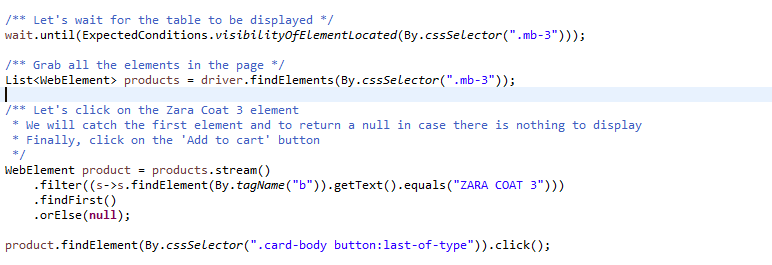 /** Let's wait for the table to be displayed */
wait.until(ExpectedConditions.visibilityOfElementLocated(By.cssSelector(".mb-3")));
/** Grab all the elements in the page */
List<WebElement> products = driver.findElements(By.cssSelector(".mb-3"));
/** Let's click on the Zara Coat 3 element
* We will catch the first element and to return a null in case there is nothing to display
* Finally, click on the 'Add to cart' button
*/
WebElement product = products.stream()
.filter((s->s.findElement(By.tagName("b")).getText().equals("ZARA COAT 3")))
.findFirst()
.orElse(null);
product.findElement(By.cssSelector(".card-body button:last-of-type")).click();